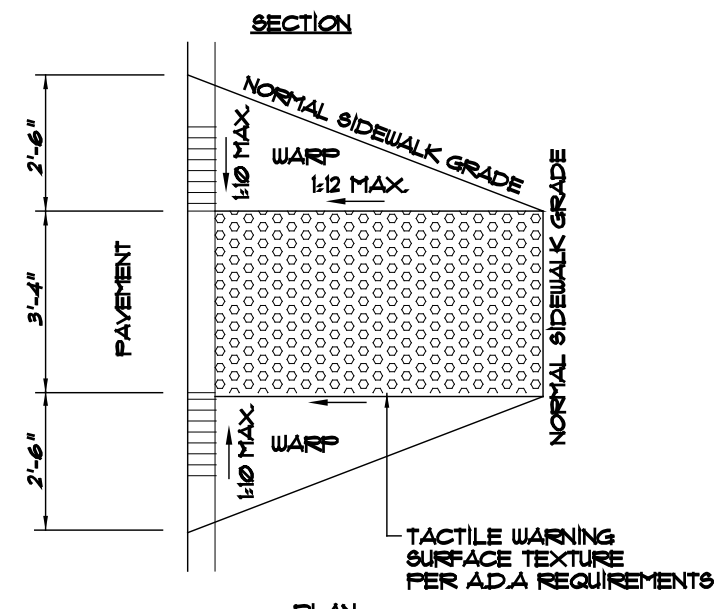 SECTION
NORMAL SIDEWALK GRADE
2'-6"
1:10 MAX.
WARP
1:12 MAX.
NORMAL SIDEWALK GRADE
PAVEMENT
3'-4"
2'-6"
1:10 MAX.
WARP
TACTILE WARNING
SURFACE TEXTURE
PER A.D.A REQUIREMENTS
PLAN